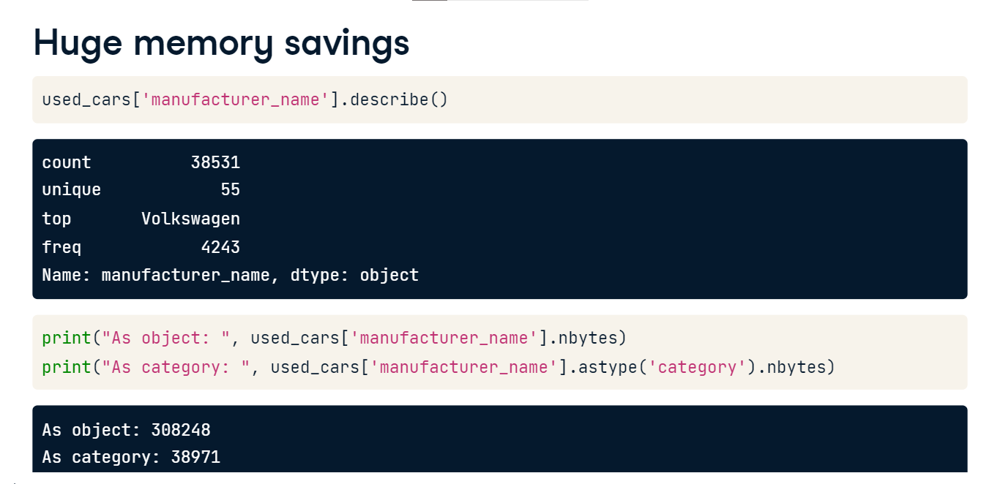 Huge memory savings
used_cars['manufacturer_name'].describe()
count          38531
unique            55
top       Volkswagen
freq            4243
Name: manufacturer_name, dtype: object
print("As object: ", used_cars['manufacturer_name'].nbytes)
print("As category: ", used_cars['manufacturer_name'].astype('category').nbytes)
As object: 308248
As category: 38971